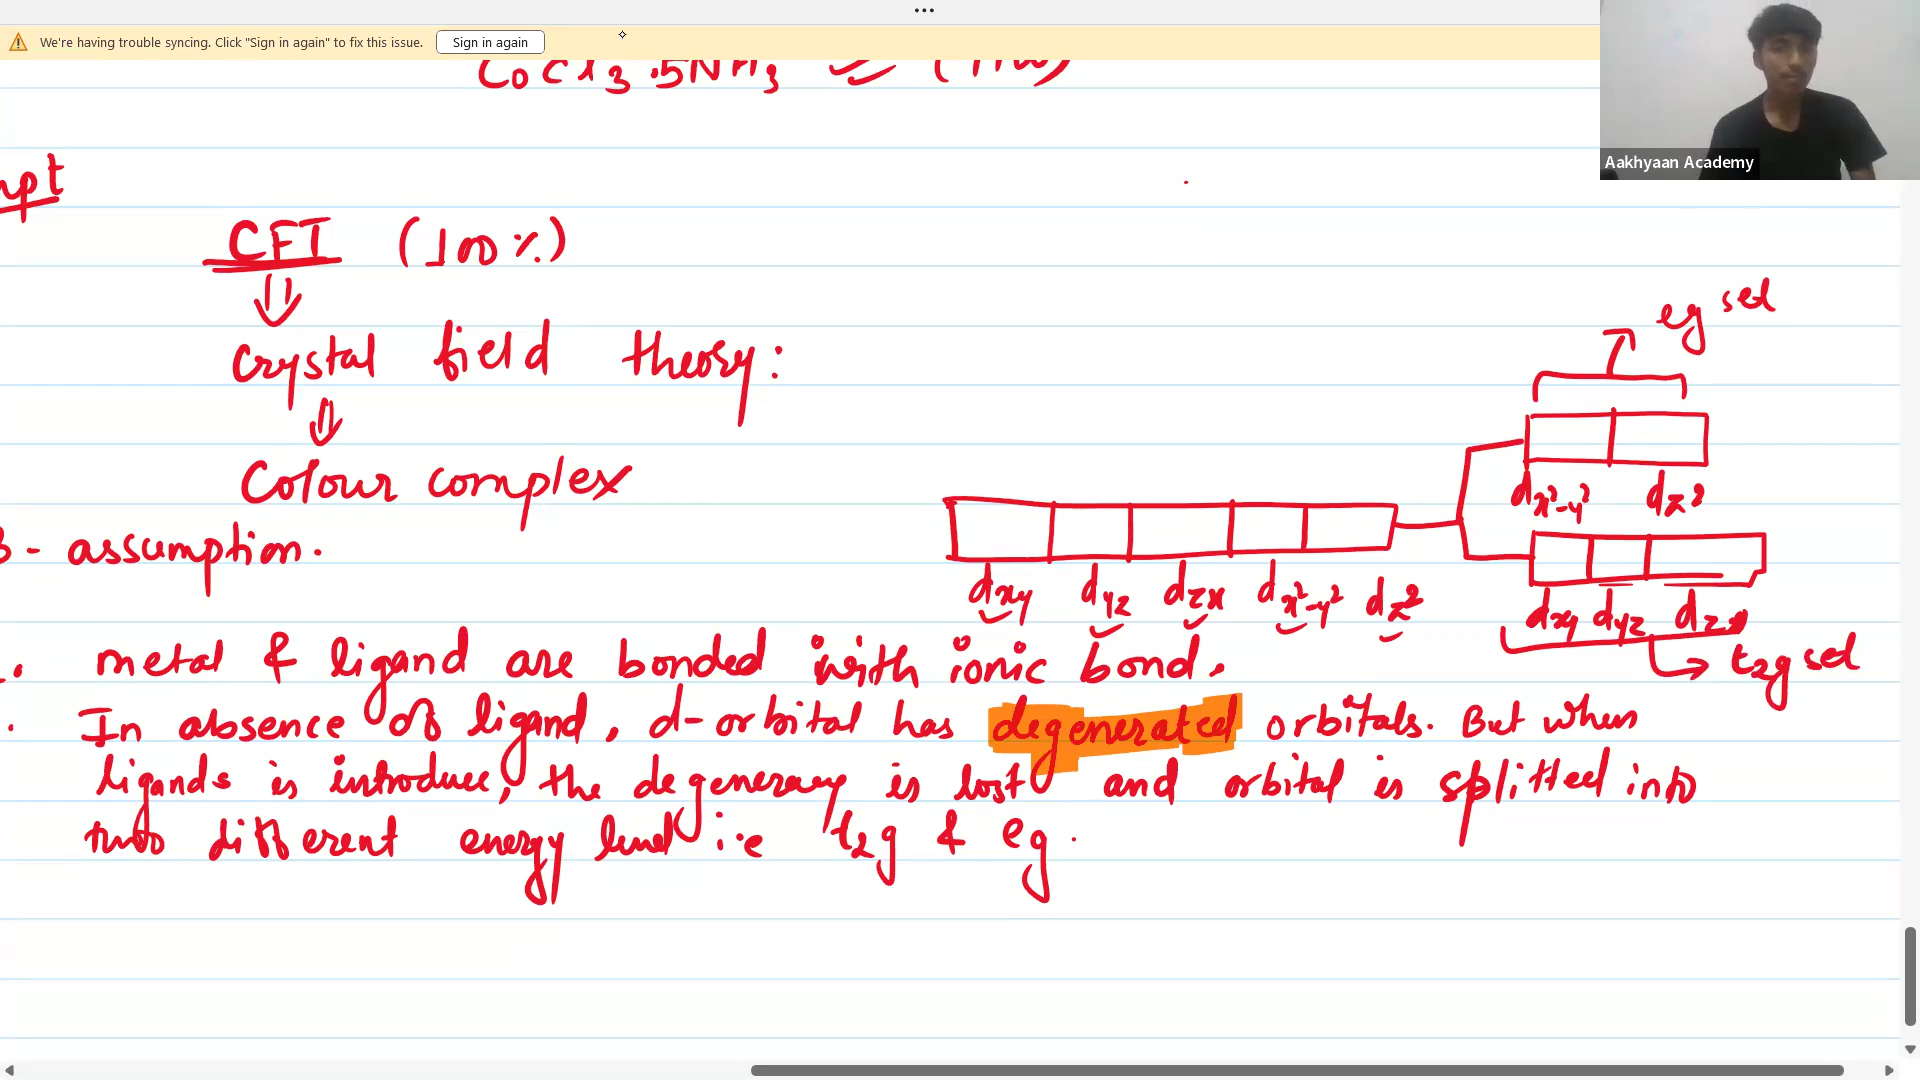 We're having trouble syncing. Click "Sign in again" to fix this issue. Sign in again
Aakhyaan Academy
CoCl3.5NH3
mpt
CFT (100%)
Crystal field theory:
Colour complex
3- assumption.
eg set
dx²-y² dz²
dxy dyz dzx dx²-y² dz²
dxy dyz dzx
t2g set
. metal & ligand are bonded with ionic bond.
. In absence of ligand, d-orbital has degenerated orbitals. But when
ligands is introduce, the degeneracy is lost and orbital is splitted into
two different energy level i.e t2g & eg.